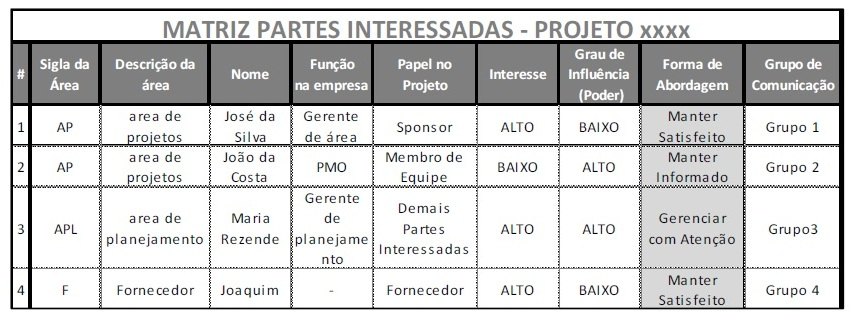 MATRIZ PARTES INTERESSADAS - PROJETO xxxx
# Sigla da Área Descrição da área Nome Função na empresa Papel no Projeto Interesse Grau de Influência (Poder) Forma de Abordagem Grupo de Comunicação
1 AP area de projetos José da Silva Gerente de área Sponsor ALTO BAIXO Manter Satisfeito Grupo 1
2 AP area de projetos João da Costa PMO Membro de Equipe BAIXO ALTO Manter Informado Grupo 2
3 APL area de planejamento Maria Rezende Gerente de planejamento Demais Partes Interessadas ALTO ALTO Gerenciar com Atenção Grupo3
4 F Fornecedor Joaquim - Fornecedor ALTO BAIXO Manter Satisfeito Grupo 4